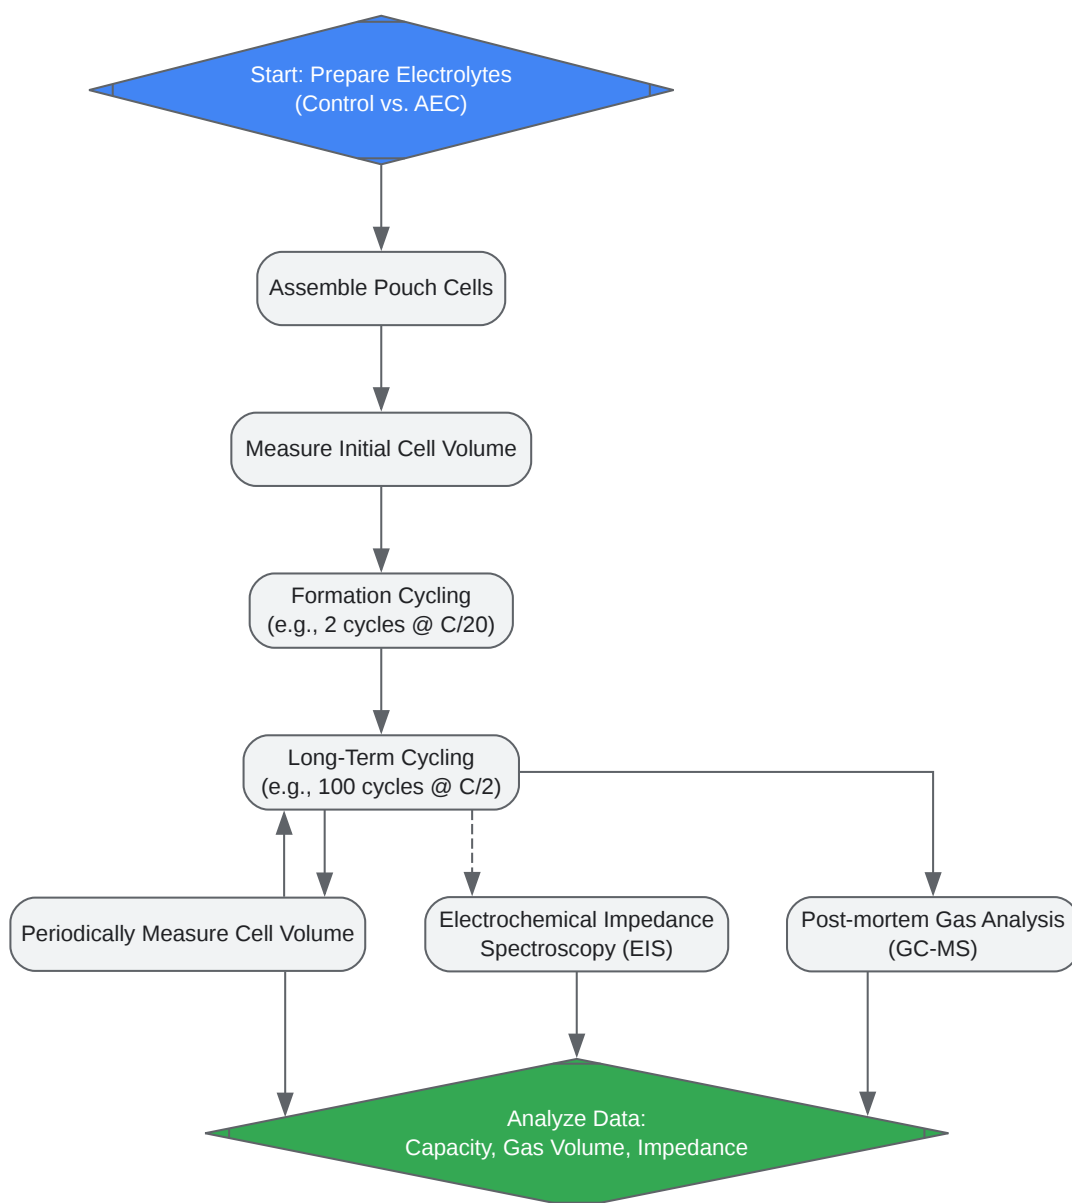 Start: Prepare Electrolytes
(Control vs. AEC)
Assemble Pouch Cells
Measure Initial Cell Volume
Formation Cycling
(e.g., 2 cycles @ C/20)
Long-Term Cycling
(e.g., 100 cycles @ C/2)
Periodically Measure Cell Volume
Electrochemical Impedance
Spectroscopy (EIS)
Post-mortem Gas Analysis
(GC-MS)
Analyze Data:
Capacity, Gas Volume, Impedance